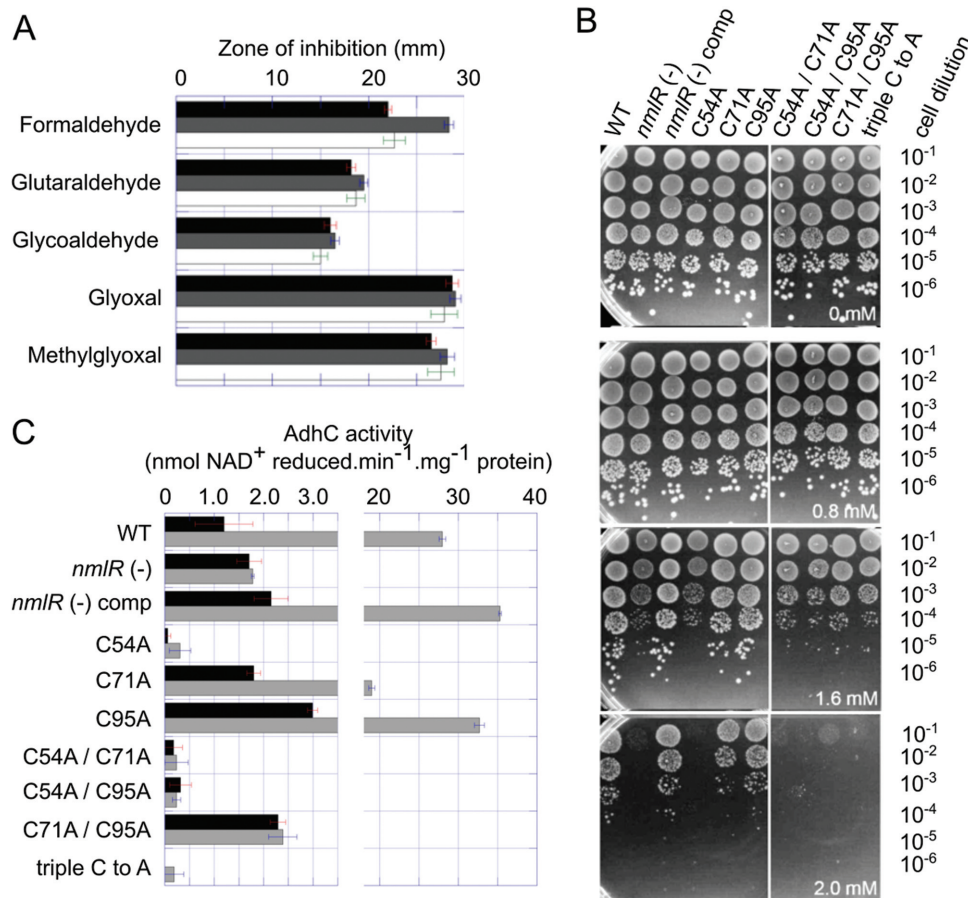 A
Zone of inhibition (mm)
0 10 20 30
Formaldehyde
Glutaraldehyde
Glycoaldehyde
Glyoxal
Methylglyoxal
B
WT
nmlR (-)
nmlR (-) comp
C54A
C71A
C95A
C54A / C71A
C54A / C95A
C71A / C95A
triple C to A
cell dilution
10⁻¹
10⁻²
10⁻³
10⁻⁴
10⁻⁵
10⁻⁶
0 mM
10⁻¹
10⁻²
10⁻³
10⁻⁴
10⁻⁵
10⁻⁶
0.8 mM
10⁻¹
10⁻²
10⁻³
10⁻⁴
10⁻⁵
10⁻⁶
1.6 mM
10⁻¹
10⁻²
10⁻³
10⁻⁴
10⁻⁵
10⁻⁶
2.0 mM
C
AdhC activity
(nmol NAD⁺ reduced.min⁻¹.mg⁻¹ protein)
0 1.0 2.0 3.0 20 30 40
WT
nmlR (-)
nmlR (-) comp
C54A
C71A
C95A
C54A / C71A
C54A / C95A
C71A / C95A
triple C to A